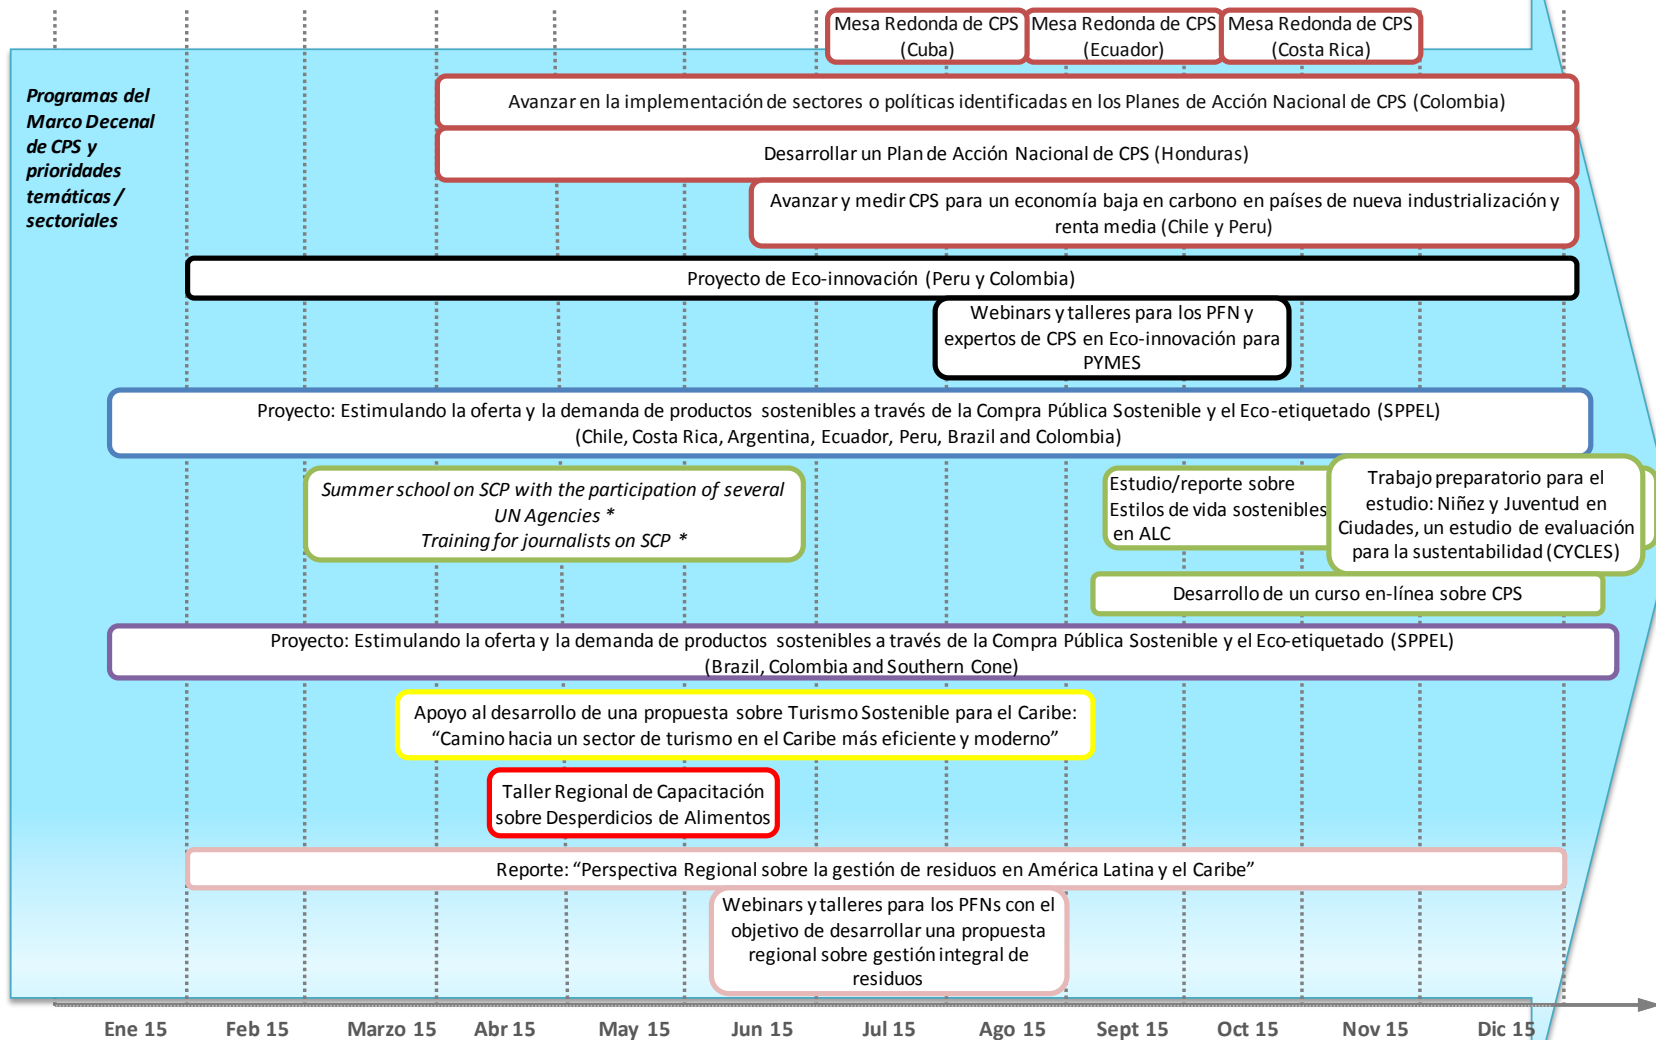 Mesa Redonda de CPS
(Cuba)
Mesa Redonda de CPS
(Ecuador)
Mesa Redonda de CPS
(Costa Rica)
Programas del
Marco Decenal
de CPS y
prioridades
temáticas /
sectoriales
Avanzar en la implementación de sectores o políticas identificadas en los Planes de Acción Nacional de CPS (Colombia)
Desarrollar un Plan de Acción Nacional de CPS (Honduras)
Avanzar y medir CPS para un economía baja en carbono en países de nueva industrialización y
renta media (Chile y Peru)
Proyecto de Eco-innovación (Peru y Colombia)
Webinars y talleres para los PFN y
expertos de CPS en Eco-innovación para
PYMES
Proyecto: Estimulando la oferta y la demanda de productos sostenibles a través de la Compra Pública Sostenible y el Eco-etiquetado (SPPEL)
(Chile, Costa Rica, Argentina, Ecuador, Peru, Brazil and Colombia)
Summer school on SCP with the participation of several
UN Agencies *
Training for journalists on SCP *
Estudio/reporte sobre
Estilos de vida sostenibles
en ALC
Trabajo preparatorio para el
estudio: Niñez y Juventud en
Ciudades, un estudio de evaluación
para la sustentabilidad (CYCLES)
Desarrollo de un curso en-línea sobre CPS
Proyecto: Estimulando la oferta y la demanda de productos sostenibles a través de la Compra Pública Sostenible y el Eco-etiquetado (SPPEL)
(Brazil, Colombia and Southern Cone)
Apoyo al desarrollo de una propuesta sobre Turismo Sostenible para el Caribe:
“Camino hacia un sector de turismo en el Caribe más eficiente y moderno”
Taller Regional de Capacitación
sobre Desperdicios de Alimentos
Reporte: “Perspectiva Regional sobre la gestión de residuos en América Latina y el Caribe”
Webinars y talleres para los PFNs con el
objetivo de desarrollar una propuesta
regional sobre gestión integral de
residuos
Ene 15 Feb 15 Marzo 15 Abr 15 May 15 Jun 15 Jul 15 Ago 15 Sept 15 Oct 15 Nov 15 Dic 15